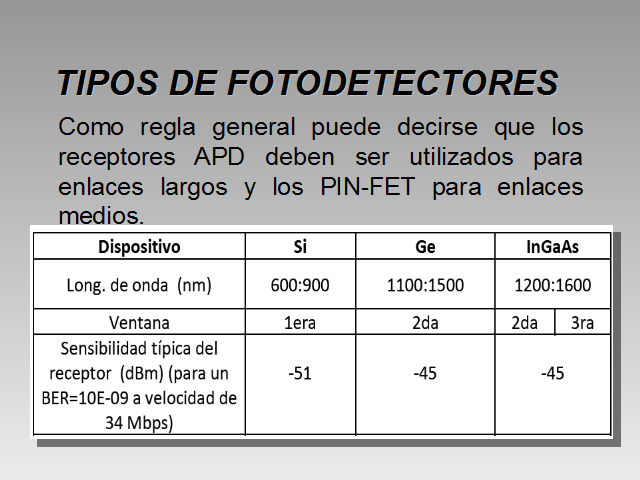 TIPOS DE FOTODETECTORES
Como regla general puede decirse que los
receptores APD deben ser utilizados para
enlaces largos y los PIN-FET para enlaces
medios.
Dispositivo Si Ge InGaAs
Long. de onda (nm) 600:900 1100:1500 1200:1600
Ventana 1era 2da 2da 3ra
Sensibilidad típica del
receptor (dBm) (para un
BER=10E-09 a velocidad de
34 Mbps)
-51 -45 -45